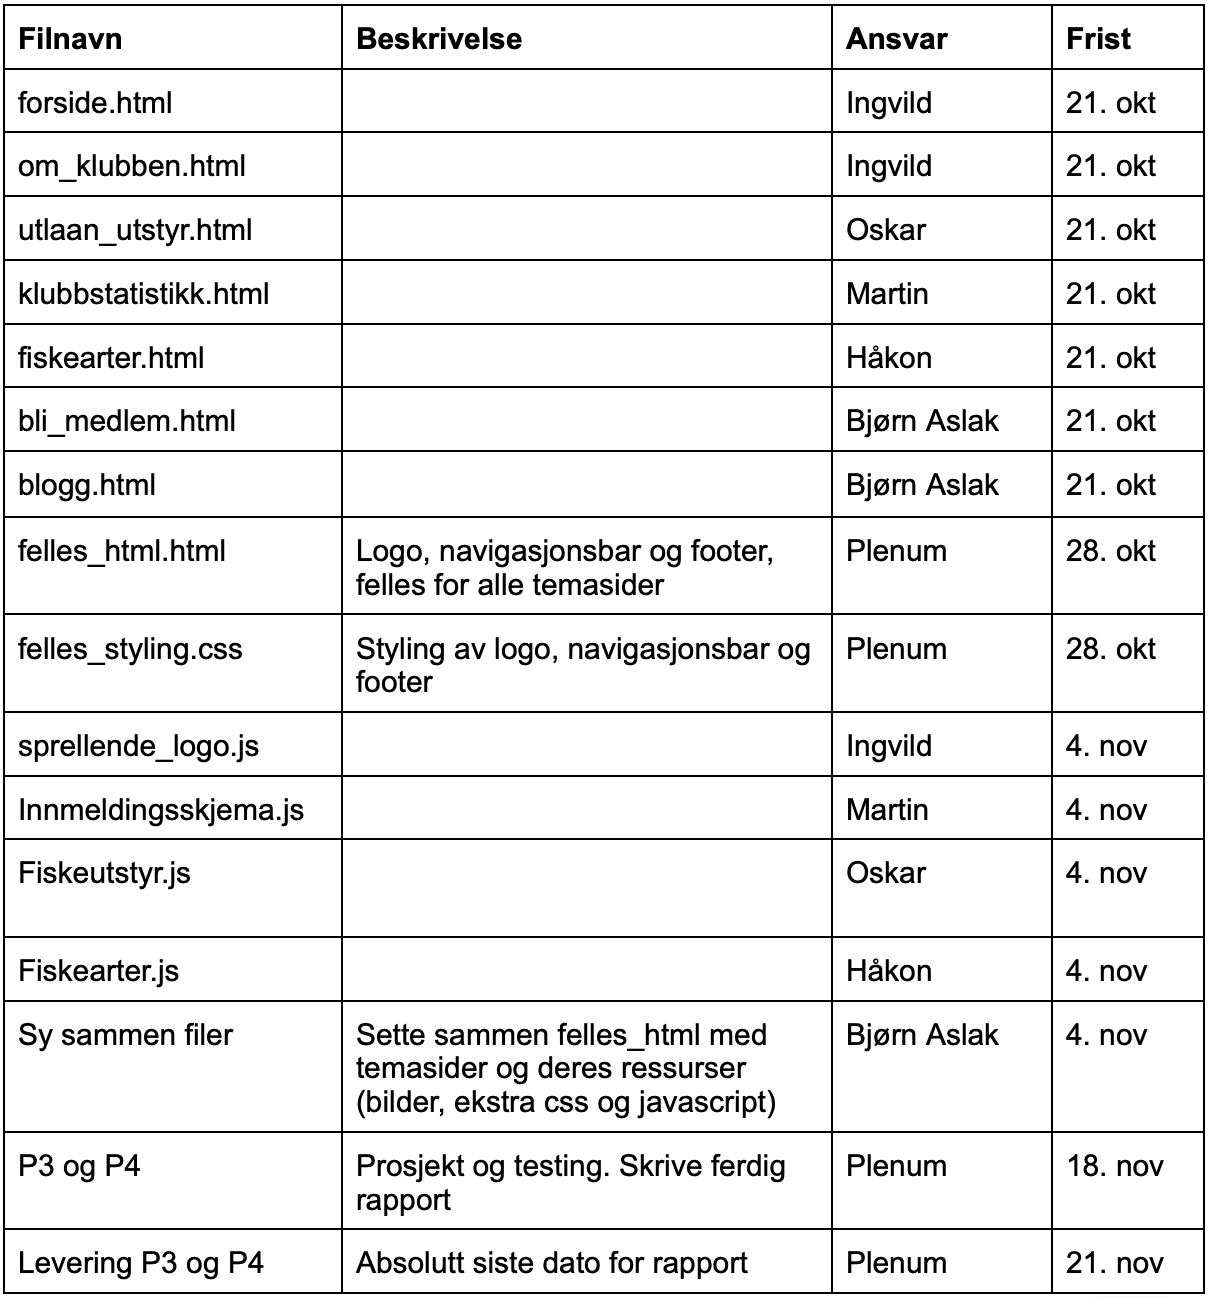 Filnavn Beskrivelse Ansvar Frist
forside.html Ingvild 21. okt
om_klubben.html Ingvild 21. okt
utlaan_utstyr.html Oskar 21. okt
klubbstatistikk.html Martin 21. okt
fiskearter.html Håkon 21. okt
bli_medlem.html Bjørn Aslak 21. okt
blogg.html Bjørn Aslak 21. okt
felles_html.html Logo, navigasjonsbar og footer, Plenum 28. okt
felles for alle temasider
felles_styling.css Styling av logo, navigasjonsbar og Plenum 28. okt
footer
sprellende_logo.js Ingvild 4. nov
Innmeldingsskjema.js Martin 4. nov
Fiskeutstyr.js Oskar 4. nov
Fiskearter.js Håkon 4. nov
Sy sammen filer Sette sammen felles_html med Bjørn Aslak 4. nov
temasider og deres ressurser
(bilder, ekstra css og javascript)
P3 og P4 Prosjekt og testing. Skrive ferdig Plenum 18. nov
rapport
Levering P3 og P4 Absolutt siste dato for rapport Plenum 21. nov